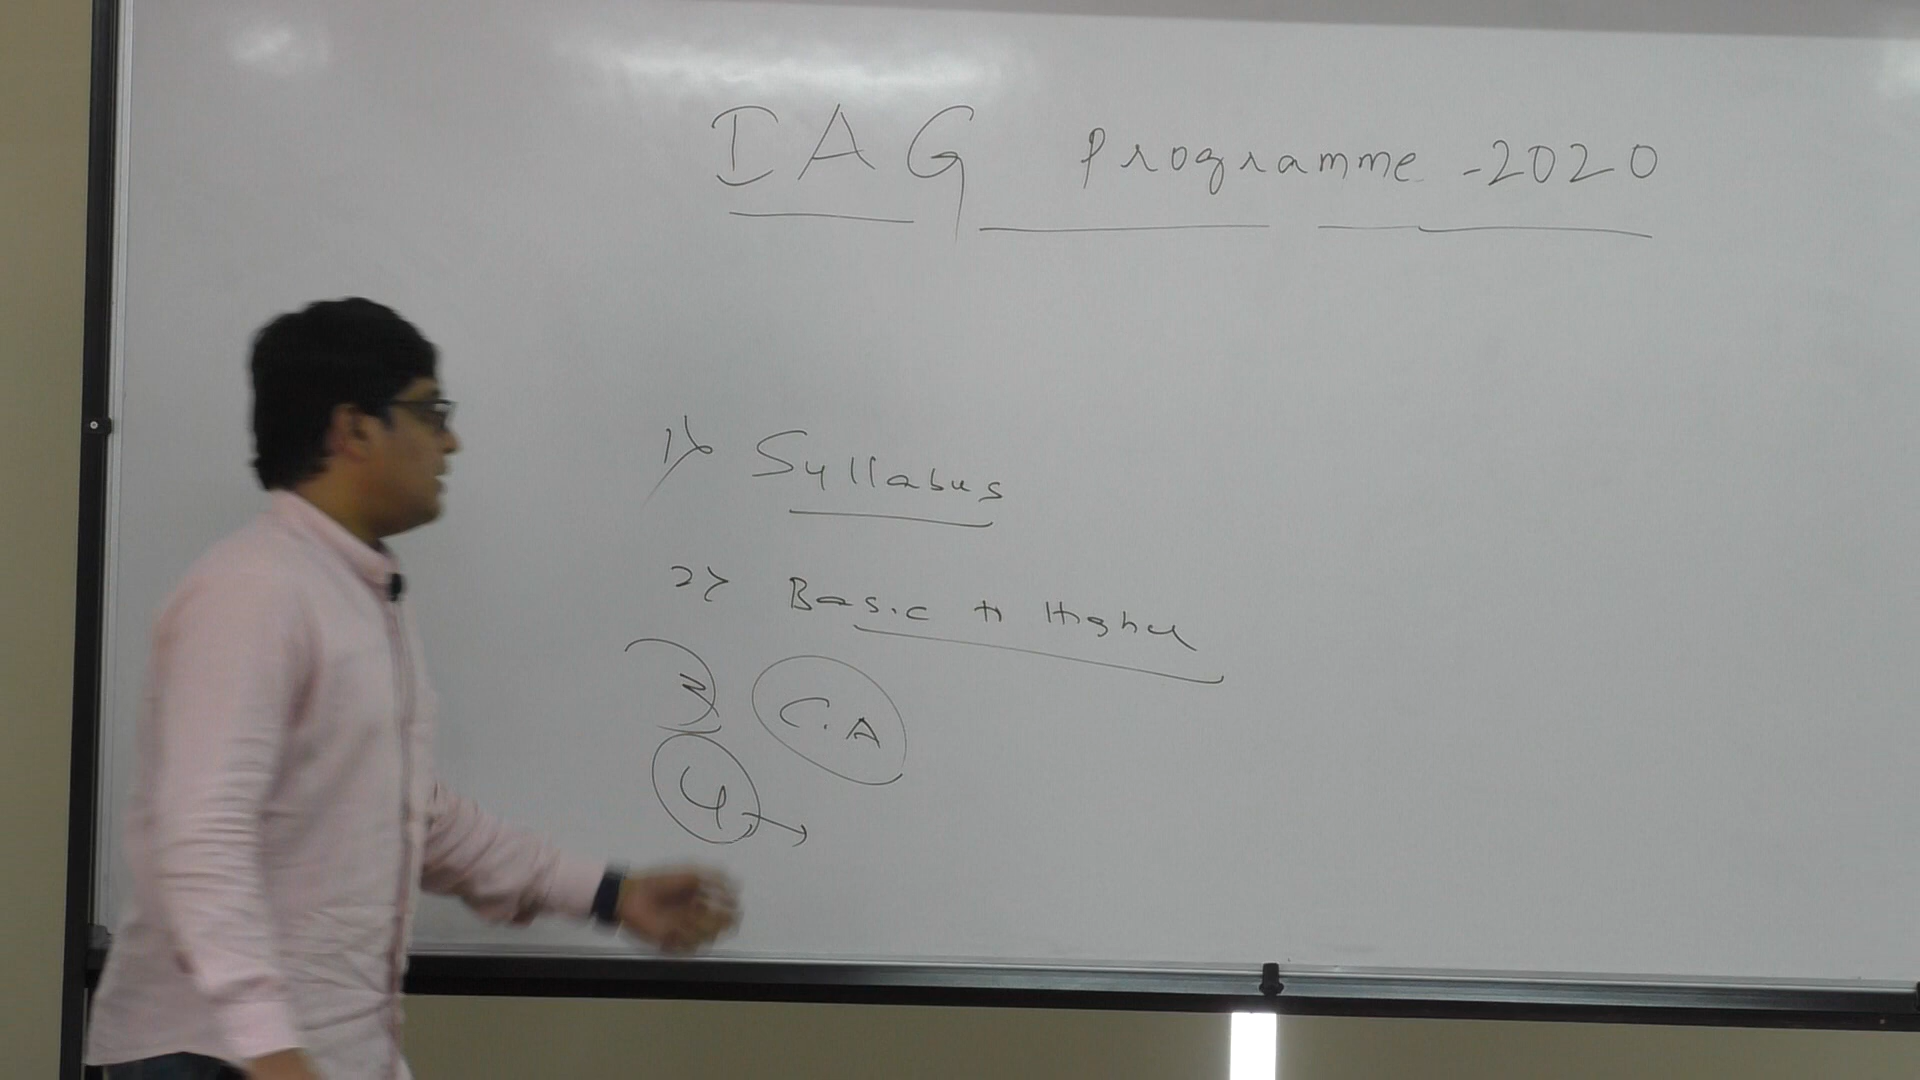 IAG Programme -2020
1) Syllabus
2) Basic to Higher
3) C.A
4 →